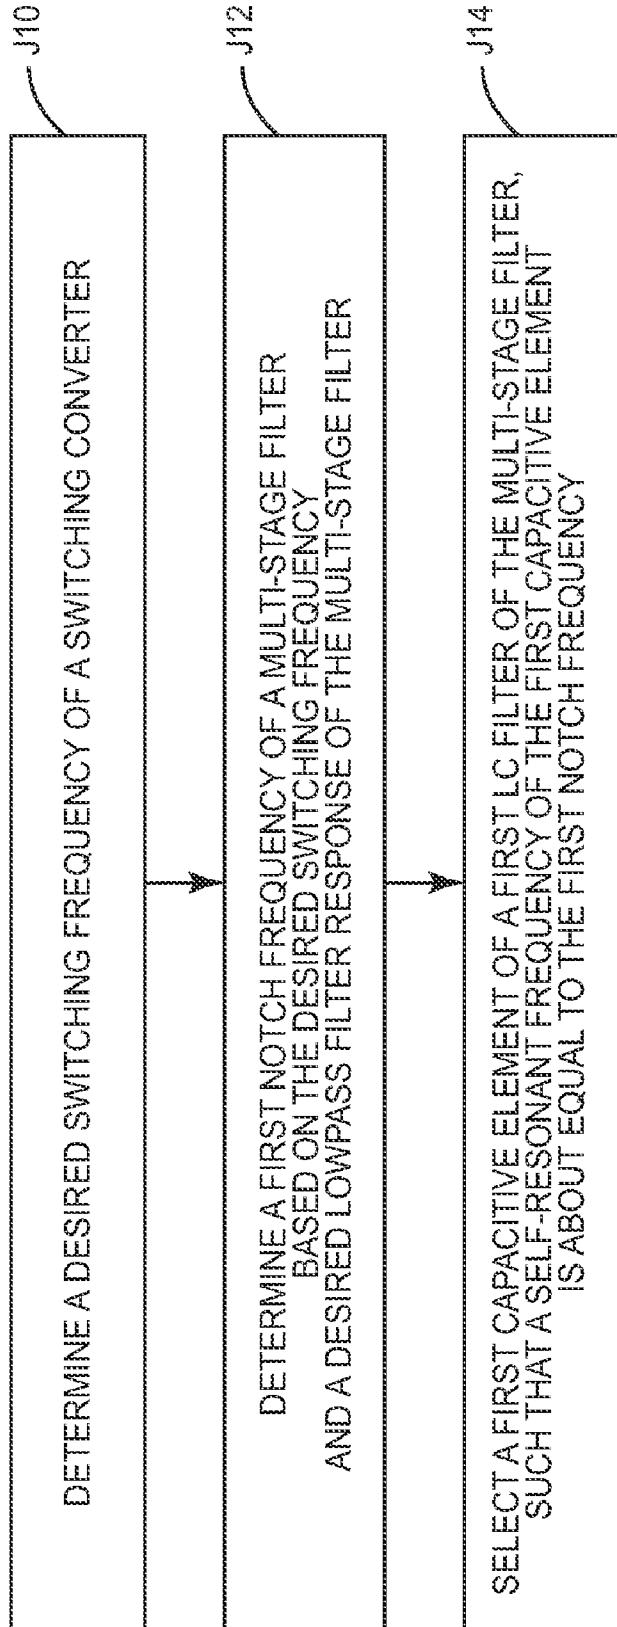 DETERMINE A DESIRED SWITCHING FREQUENCY OF A SWITCHING CONVERTER
J10
DETERMINE A FIRST NOTCH FREQUENCY OF A MULTI-STAGE FILTER
BASED ON THE DESIRED SWITCHING FREQUENCY
AND A DESIRED LOWPASS FILTER RESPONSE OF THE MULTI-STAGE FILTER
J12
SELECT A FIRST CAPACITIVE ELEMENT OF A FIRST LC FILTER OF THE MULTI-STAGE FILTER,
SUCH THAT A SELF-RESONANT FREQUENCY OF THE FIRST CAPACITIVE ELEMENT
IS ABOUT EQUAL TO THE FIRST NOTCH FREQUENCY
J14